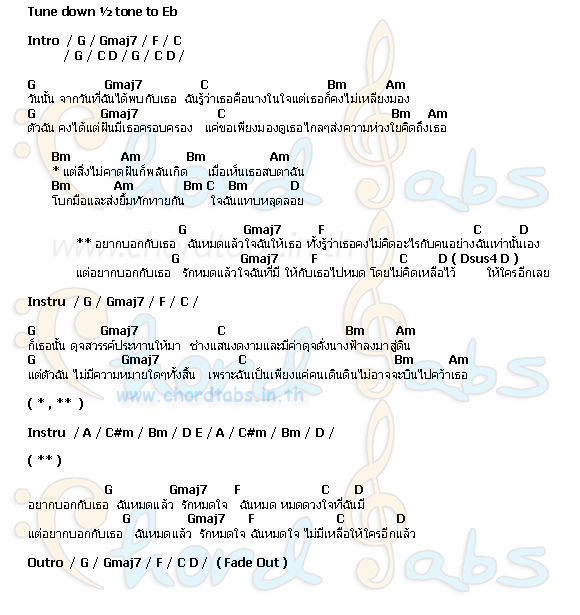 Tune down ½ tone to Eb
Intro / G / Gmaj7 / F / C
/ G / C D / G / C D /
G Gmaj7 C Bm Am
วันนั้น จากวันที่ฉันได้พบกับเธอ ฉันรู้ว่าเธอคือนางในใจแต่เธอก็คงไม่เหลียงมอง
G Gmaj7 C Bm Am
ตัวฉัน คงได้แต่ฝันมีเธอครอบครอง แค่ขอเพียงมองดูเธอไกลๆส่งความห่วงใยคิดถึงเธอ
Bm Am Bm Am
* แต่สิ่งไม่คาดฝันก็พลันเกิด เมื่อเห็นเธอสบตาฉัน
Bm Am Bm C Bm D
โบกมือและส่งยิ้มทักทายกัน ใจฉันแทบหลุดลอย
G Gmaj7 F C D
** อยากบอกกับเธอ ฉันหมดแล้วใจฉันให้เธอ ทั้งรู้ว่าเธอคงไม่คิดอะไรกับคนอย่างฉันเท่านั้นเอง
G Gmaj7 F C D ( Dsus4 D )
แต่อยากบอกกับเธอ รักหมดแล้วใจฉันที่มี ให้กับเธอไปหมด โดยไม่คิดเหลือไว้ ให้ใครอีกเลย
www.chordtabs.in.th
Instru / G / Gmaj7 / F / C /
G Gmaj7 C Bm Am
ก็เธอนั้น ดุจสวรรค์ประทานให้มา ช่างแสนงดงามและมีค่าดุจดั่งนางฟ้าลงมาสู่ดิน
G Gmaj7 C Bm Am
แต่ตัวฉัน ไม่มีความหมายใดๆทั้งสิ้น เพราะฉันเป็นเพียงแค่คนเดินดินไม่อาจจะบินไปคว้าเธอ
www.chordtabs.in.th
( * , ** )
Instru / A / C#m / Bm / D E / A / C#m / Bm / D /
( ** )
G Gmaj7 F C D
อยากบอกกับเธอ ฉันหมดแล้ว รักหมดใจ ฉันหมด หมดดวงใจที่ฉันมี
G Gmaj7 F C D
แต่อยากบอกกับเธอ ฉันหมดแล้ว รักหมดใจ ฉันหมดใจ ไม่มีเหลือให้ใครอีกแล้ว
Outro / G / Gmaj7 / F / C D / ( Fade Out )